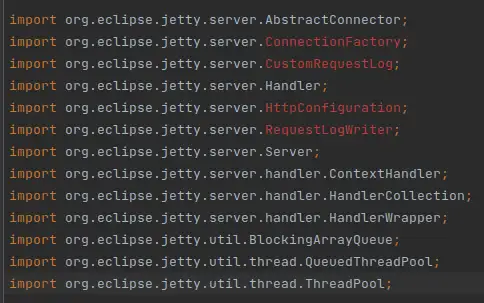 import org.eclipse.jetty.server.AbstractConnector;
import org.eclipse.jetty.server.ConnectionFactory;
import org.eclipse.jetty.server.CustomRequestLog;
import org.eclipse.jetty.server.Handler;
import org.eclipse.jetty.server.HttpConfiguration;
import org.eclipse.jetty.server.RequestLogWriter;
import org.eclipse.jetty.server.Server;
import org.eclipse.jetty.server.handler.ContextHandler;
import org.eclipse.jetty.server.handler.HandlerCollection;
import org.eclipse.jetty.server.handler.HandlerWrapper;
import org.eclipse.jetty.util.BlockingArrayQueue;
import org.eclipse.jetty.util.thread.QueuedThreadPool;
import org.eclipse.jetty.util.thread.ThreadPool;